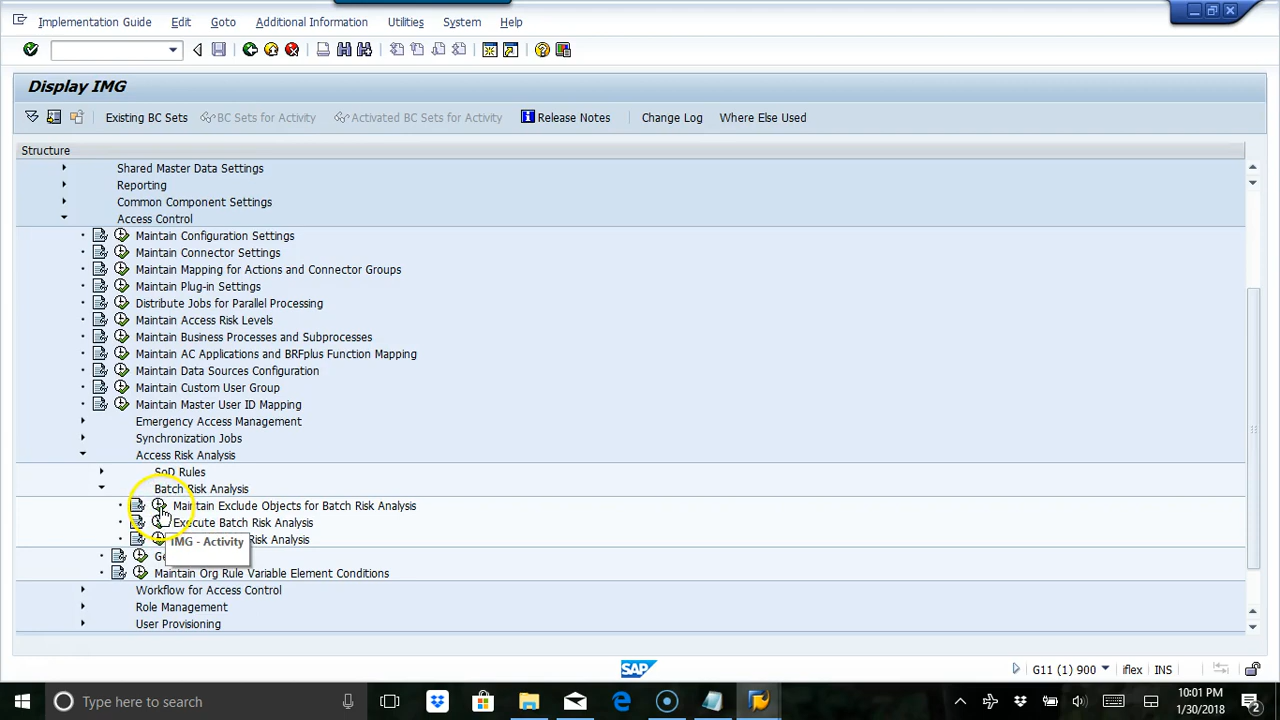 Implementation Guide Edit Goto Additional Information Utilities System Help
Display IMG
Existing BC Sets BC Sets for Activity Activated BC Sets for Activity Release Notes Change Log Where Else Used
Structure
Shared Master Data Settings
Reporting
Common Component Settings
Access Control
Maintain Configuration Settings
Maintain Connector Settings
Maintain Mapping for Actions and Connector Groups
Maintain Plug-in Settings
Distribute Jobs for Parallel Processing
Maintain Access Risk Levels
Maintain Business Processes and Subprocesses
Maintain AC Applications and BRFplus Function Mapping
Maintain Data Sources Configuration
Maintain Custom User Group
Maintain Master User ID Mapping
Emergency Access Management
Synchronization Jobs
Access Risk Analysis
SoD Rules
Batch Risk Analysis
Maintain Exclude Objects for Batch Risk Analysis
Execute Batch Risk Analysis
Risk Analysis
IMG - Activity
Maintain Org Rule Variable Element Conditions
Workflow for Access Control
Role Management
User Provisioning
SAP G11 (1) 900 iflex INS
Type here to search 10:01 PM
1/30/2018 2